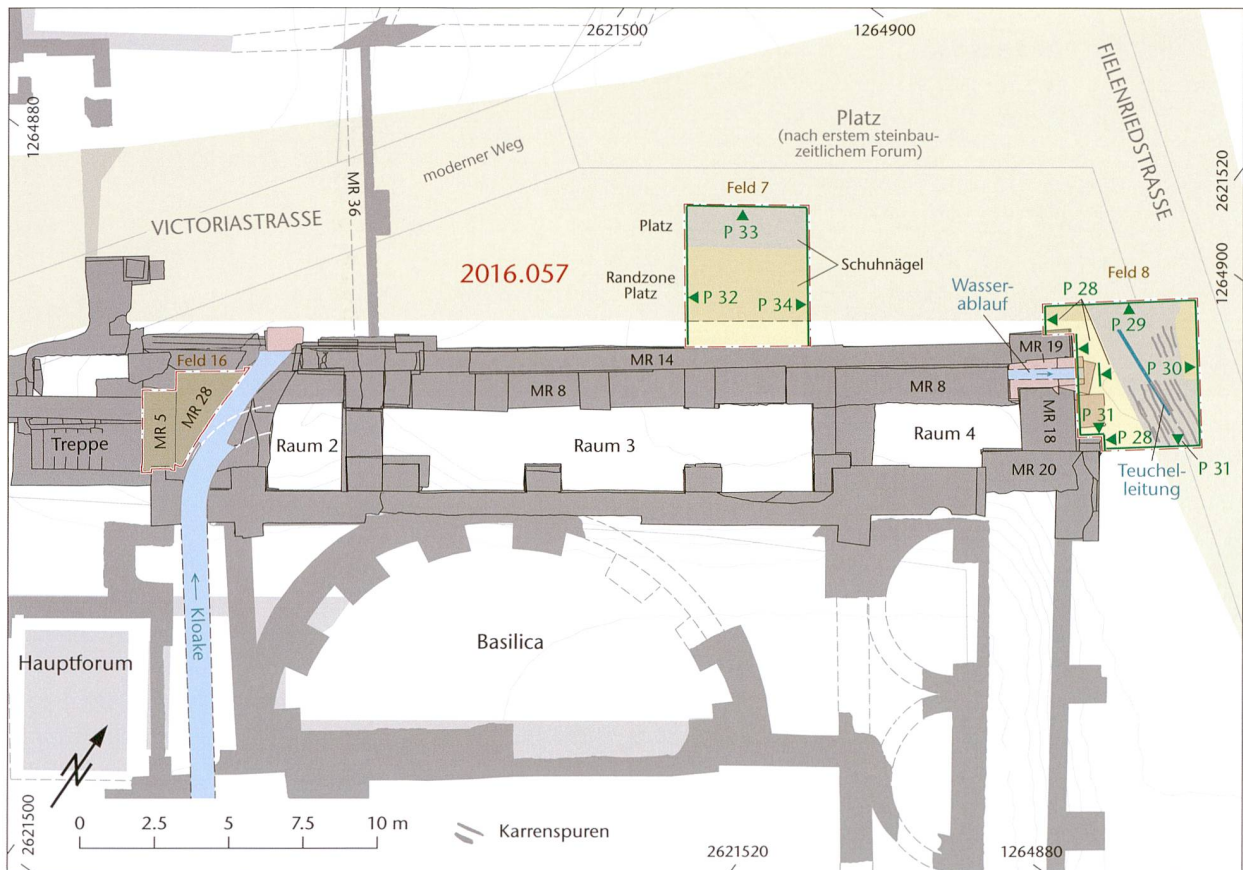 2621500
1264900
1264880
FIELENRIEDSTRASSE
Platz
(nach erstem steinbau-
zeitlichem Forum)
moderner Weg
MR 36
2621520
VICTORIASTRASSE
Feld 7
Platz
P 33
Schuhnägel
2016.057
Randzone
Platz
P 32
P 34
1264900
Wasser-
ablauf
P 28
Feld 8
P 29
P 30
Feld 16
MR 14
MR 19
MR 8
MR 8
MR 5
MR 28
Treppe
Raum 2
Raum 3
Raum 4
MR 18
P 31
P 28
P 31
MR 20
Teuchel-
leitung
Kloake
Hauptforum
Basilica
N
2621500
0 2.5 5 7.5 10 m
Karrenspuren
2621520
1264880